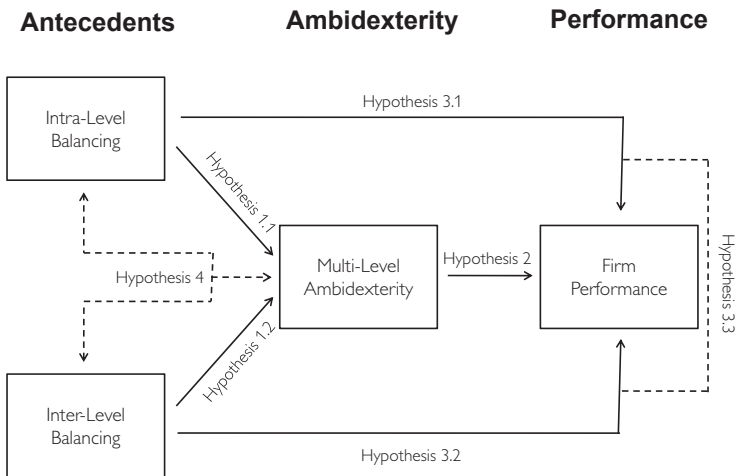 Antecedents Ambidexterity Performance
Intra-Level
Balancing
Hypothesis 3.1
Hypothesis 1.1
Hypothesis 4
Multi-Level
Ambidexterity
Hypothesis 2
Firm
Performance
Hypothesis 3.3
Hypothesis 1.2
Inter-Level
Balancing
Hypothesis 3.2